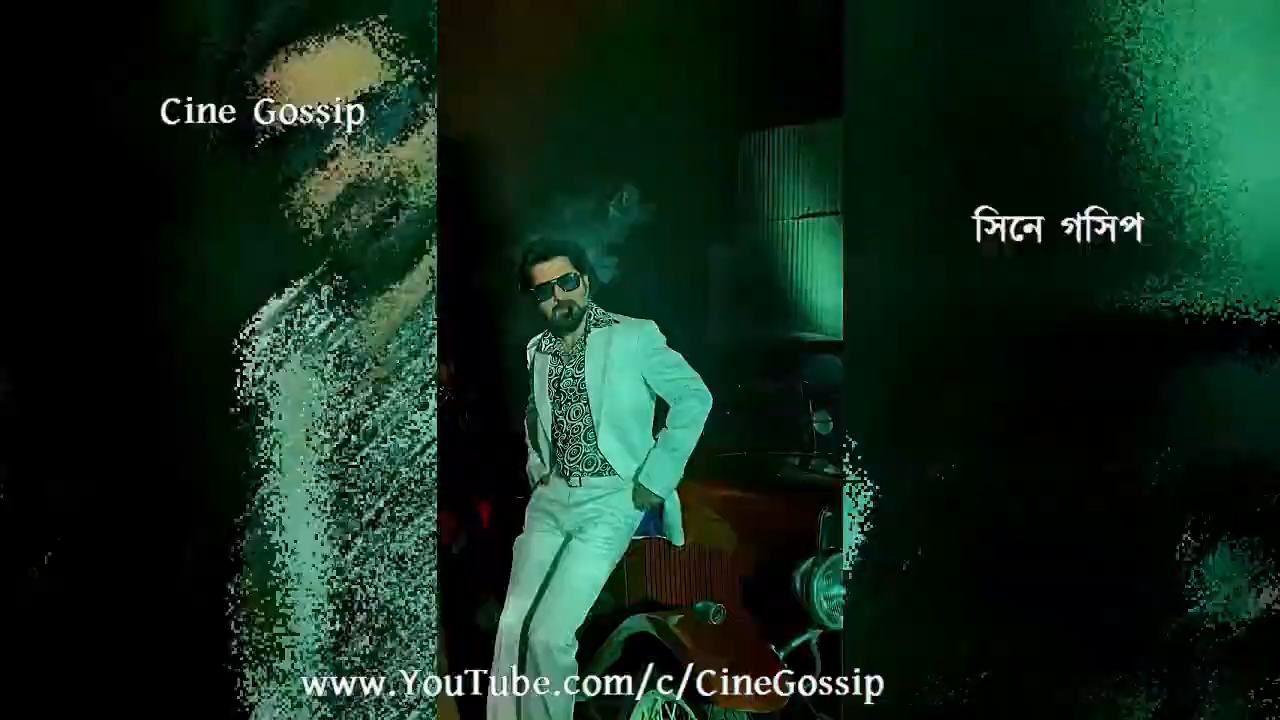 Cine Gossip
সিনে গসিপ
www.YouTube.com/c/CineGossip